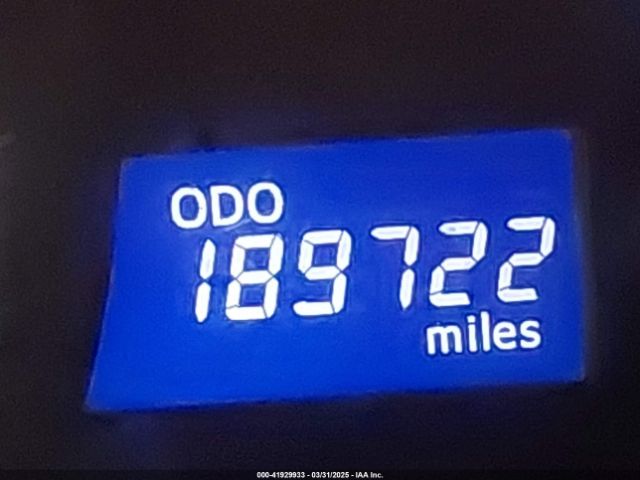 ODO
189722
miles
000-41929933 - 03/31/2025 - IAA Inc.